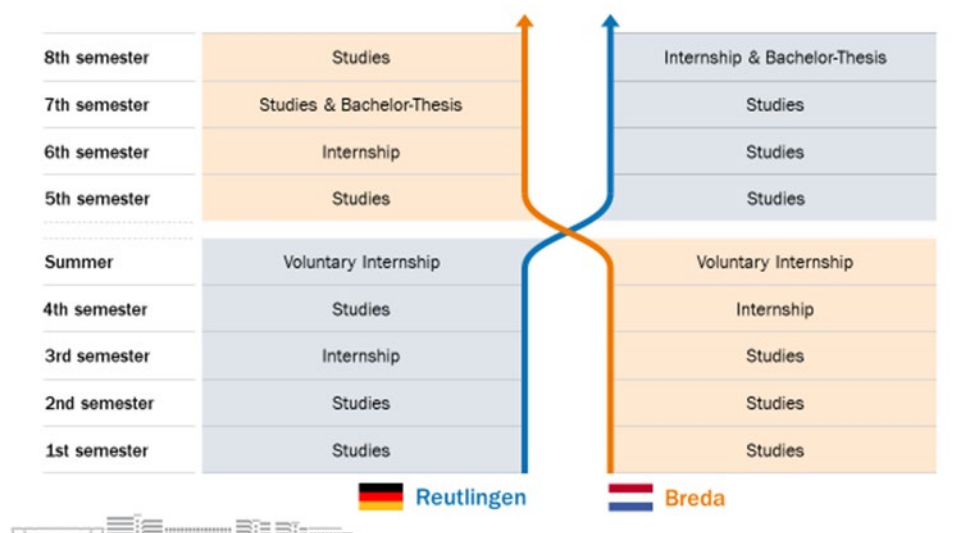 8th semester Studies Internship & Bachelor-Thesis
7th semester Studies & Bachelor-Thesis Studies
6th semester Internship Studies
5th semester Studies Studies
Summer Voluntary Internship Voluntary Internship
4th semester Studies Internship
3rd semester Internship Studies
2nd semester Studies Studies
1st semester Studies Studies
Reutlingen Breda